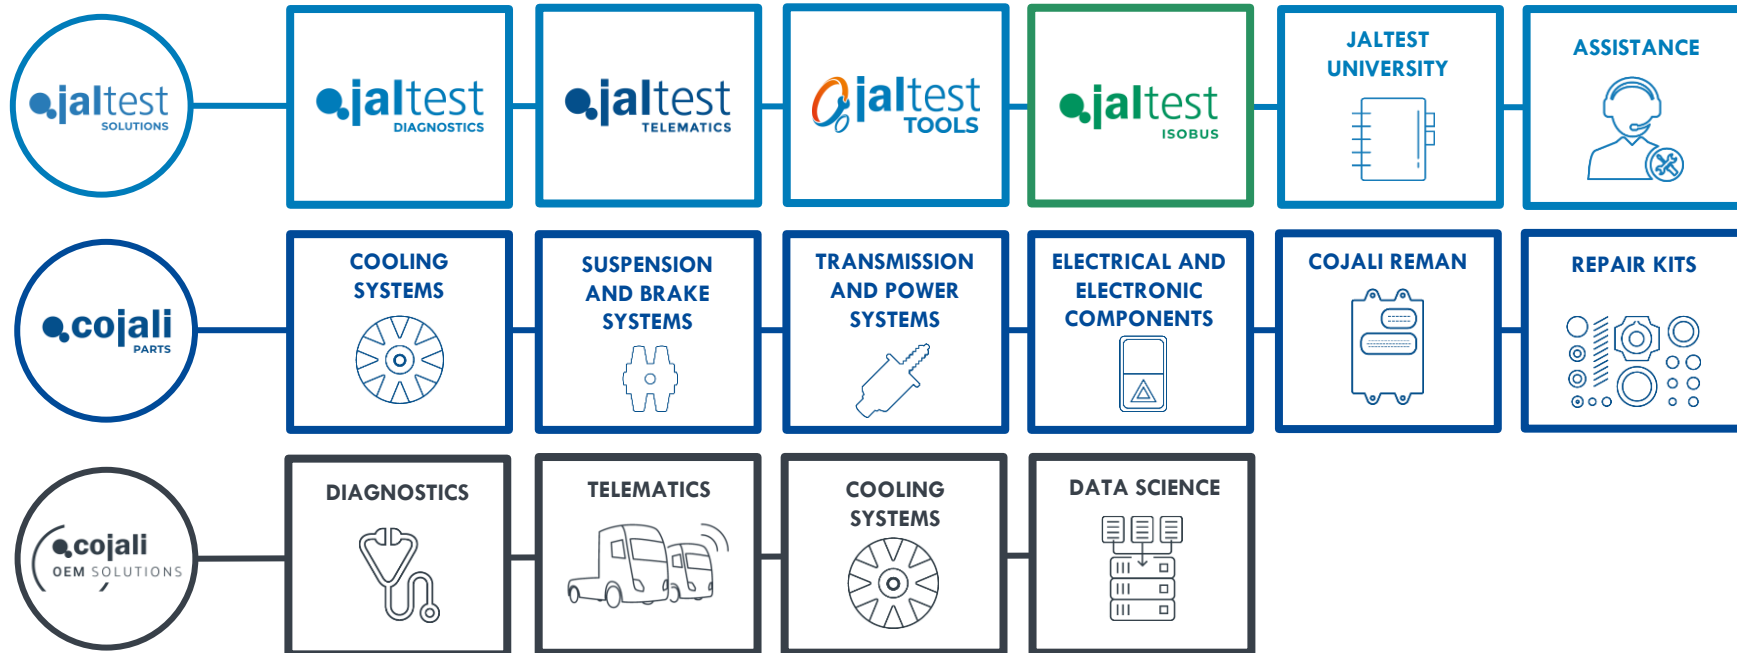 jaltest
SOLUTIONS
jaltest
DIAGNOSTICS
jaltest
TELEMATICS
jaltest
TOOLS
jaltest
ISOBUS
JALTEST
UNIVERSITY
ASSISTANCE
cojali
PARTS
COOLING
SYSTEMS
SUSPENSION
AND BRAKE
SYSTEMS
TRANSMISSION
AND POWER
SYSTEMS
ELECTRICAL AND
ELECTRONIC
COMPONENTS
COJALI REMAN
REPAIR KITS
cojali
OEM SOLUTIONS
DIAGNOSTICS
TELEMATICS
COOLING
SYSTEMS
DATA SCIENCE